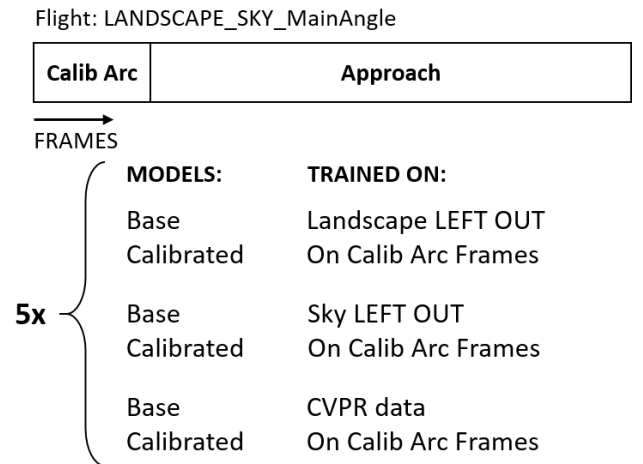 Flight: LANDSCAPE_SKY_MainAngle
Calib Arc Approach
FRAMES
MODELS: TRAINED ON:
Base Landscape LEFT OUT
Calibrated On Calib Arc Frames
5x
Base Sky LEFT OUT
Calibrated On Calib Arc Frames
Base CVPR data
Calibrated On Calib Arc Frames